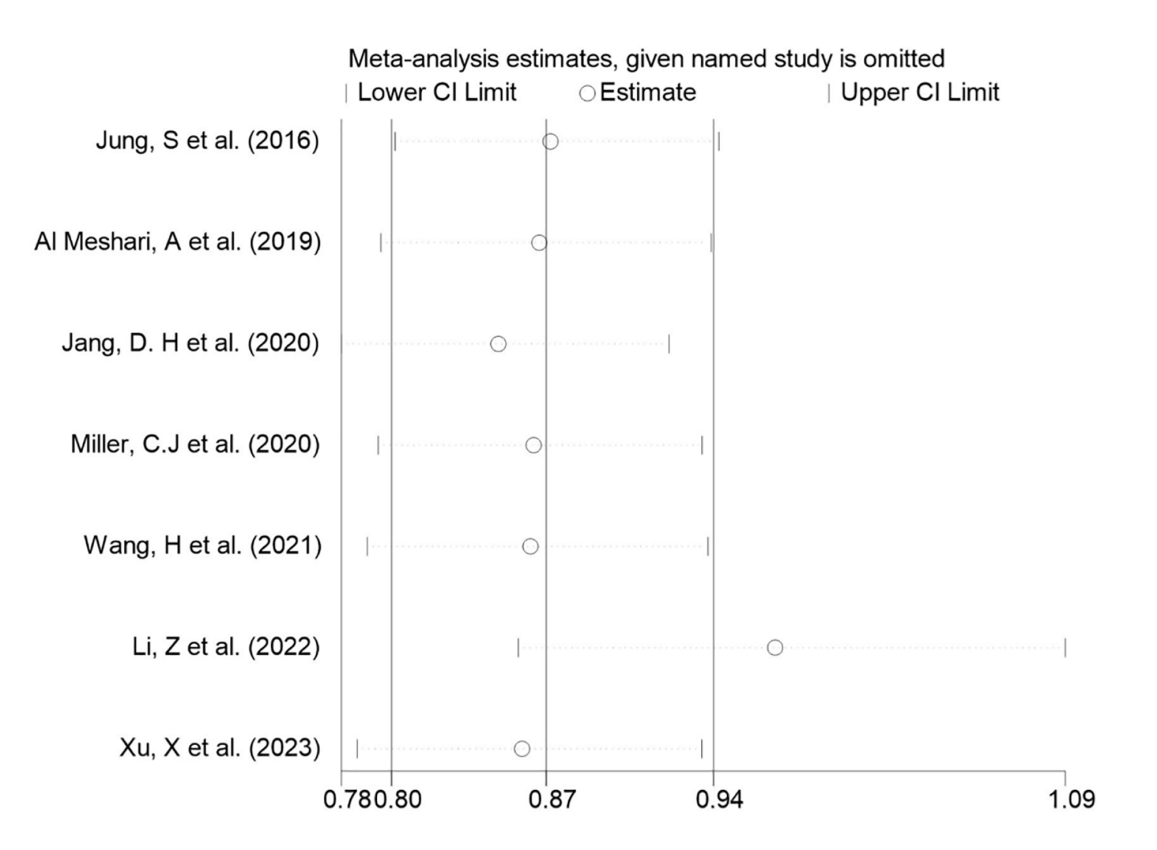 Meta-analysis estimates, given named study is omitted
| Lower CI Limit ○ Estimate | Upper CI Limit
Jung, S et al. (2016)
Al Meshari, A et al. (2019)
Jang, D. H et al. (2020)
Miller, C.J et al. (2020)
Wang, H et al. (2021)
Li, Z et al. (2022)
Xu, X et al. (2023)
0.78 0.80 0.87 0.94 1.09